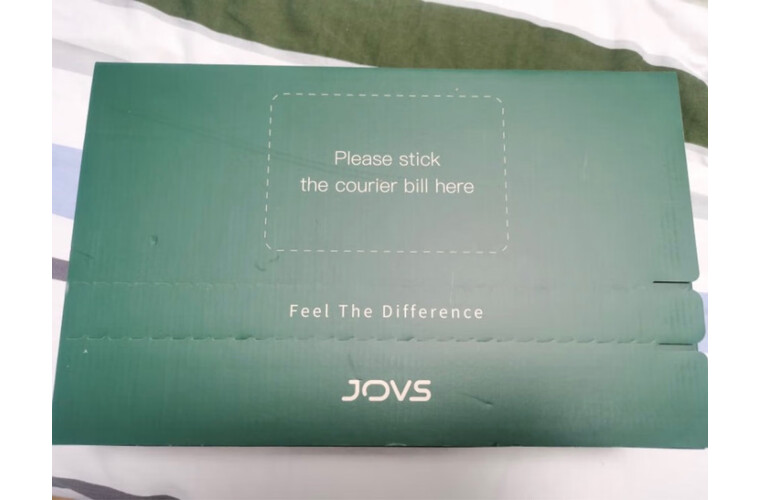 Please stick
the courier bill here
Feel The Difference
JOVS